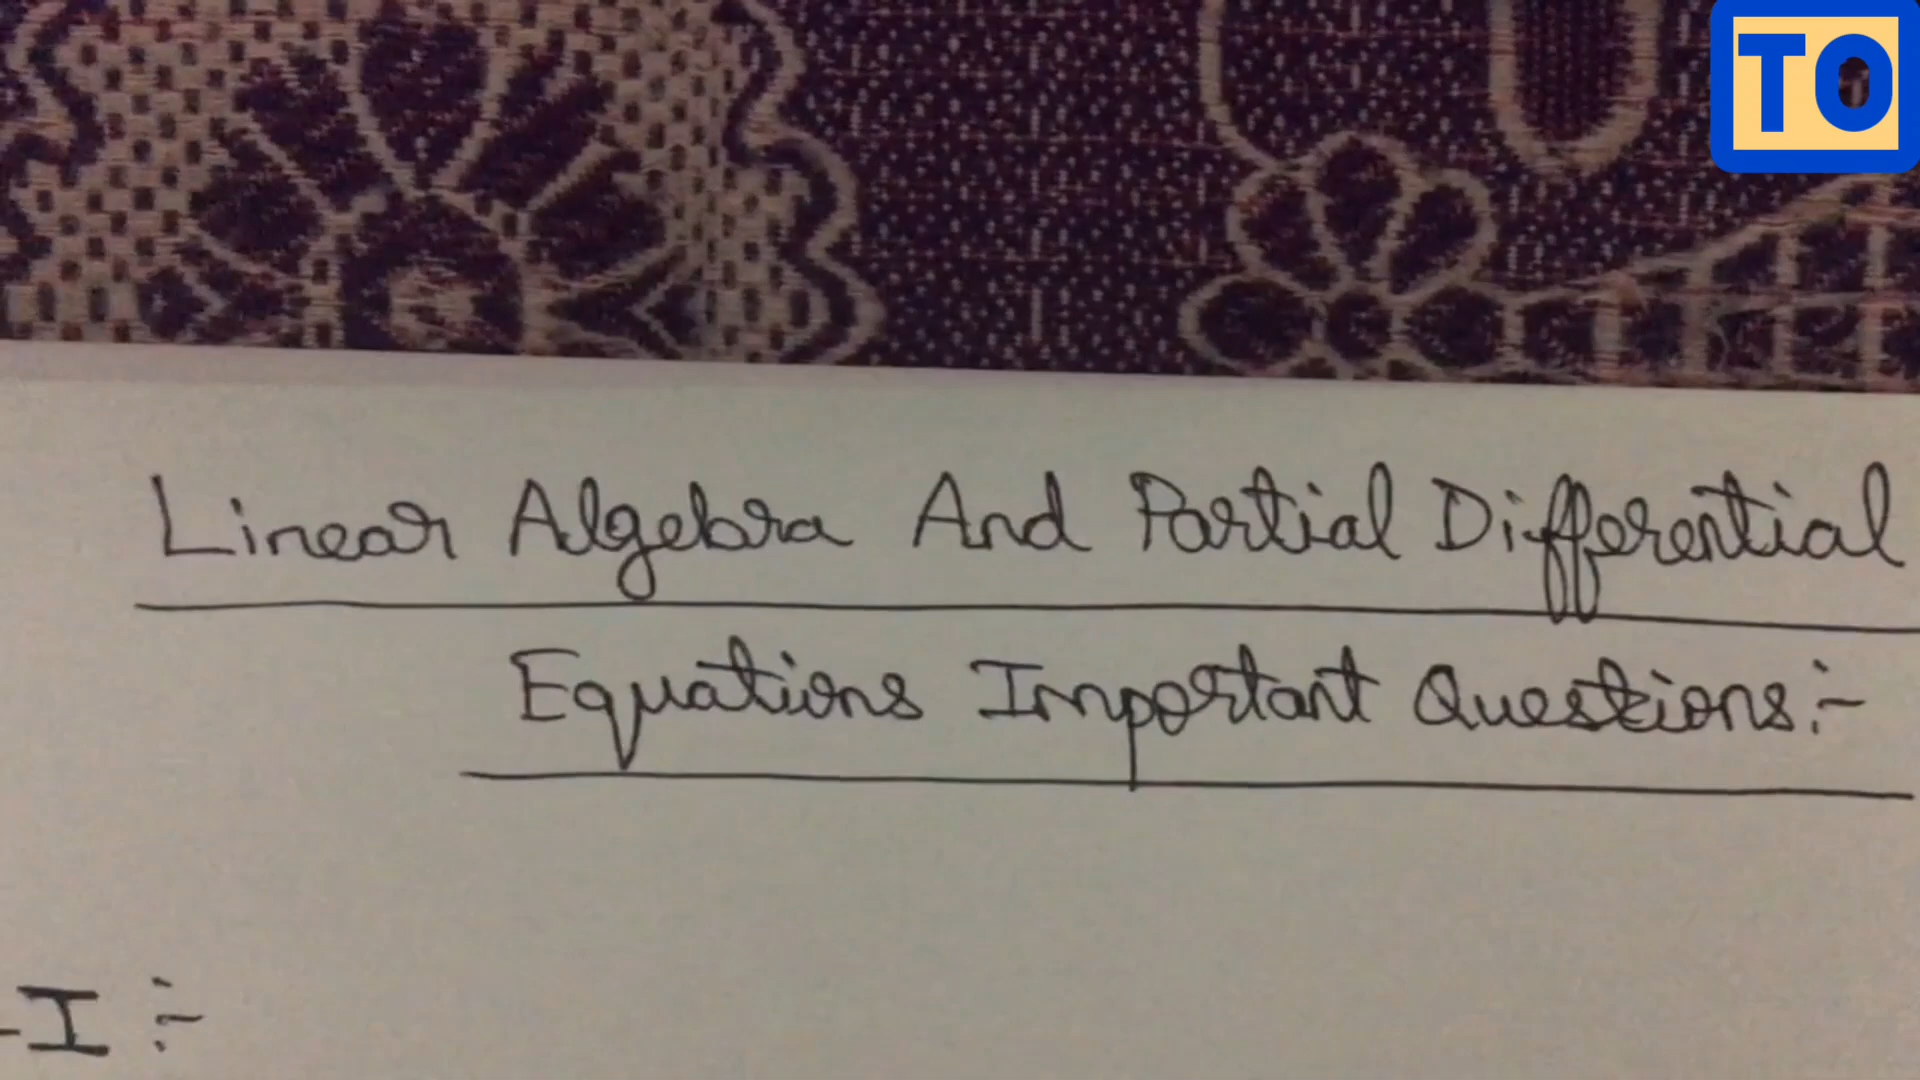 TO
Linear Algebra And Partial Differential
Equations Important Questions:-
-I :-